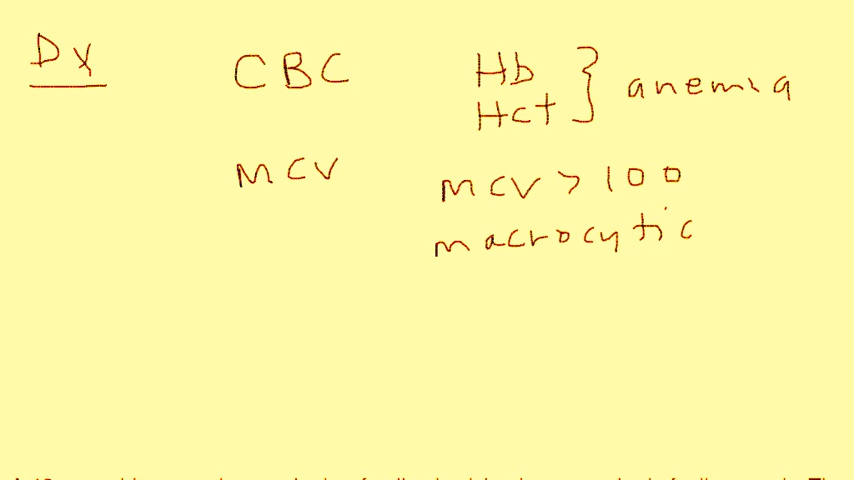 Dx CBC Hb
Hct } anemia
MCV MCV > 100
macrocytic